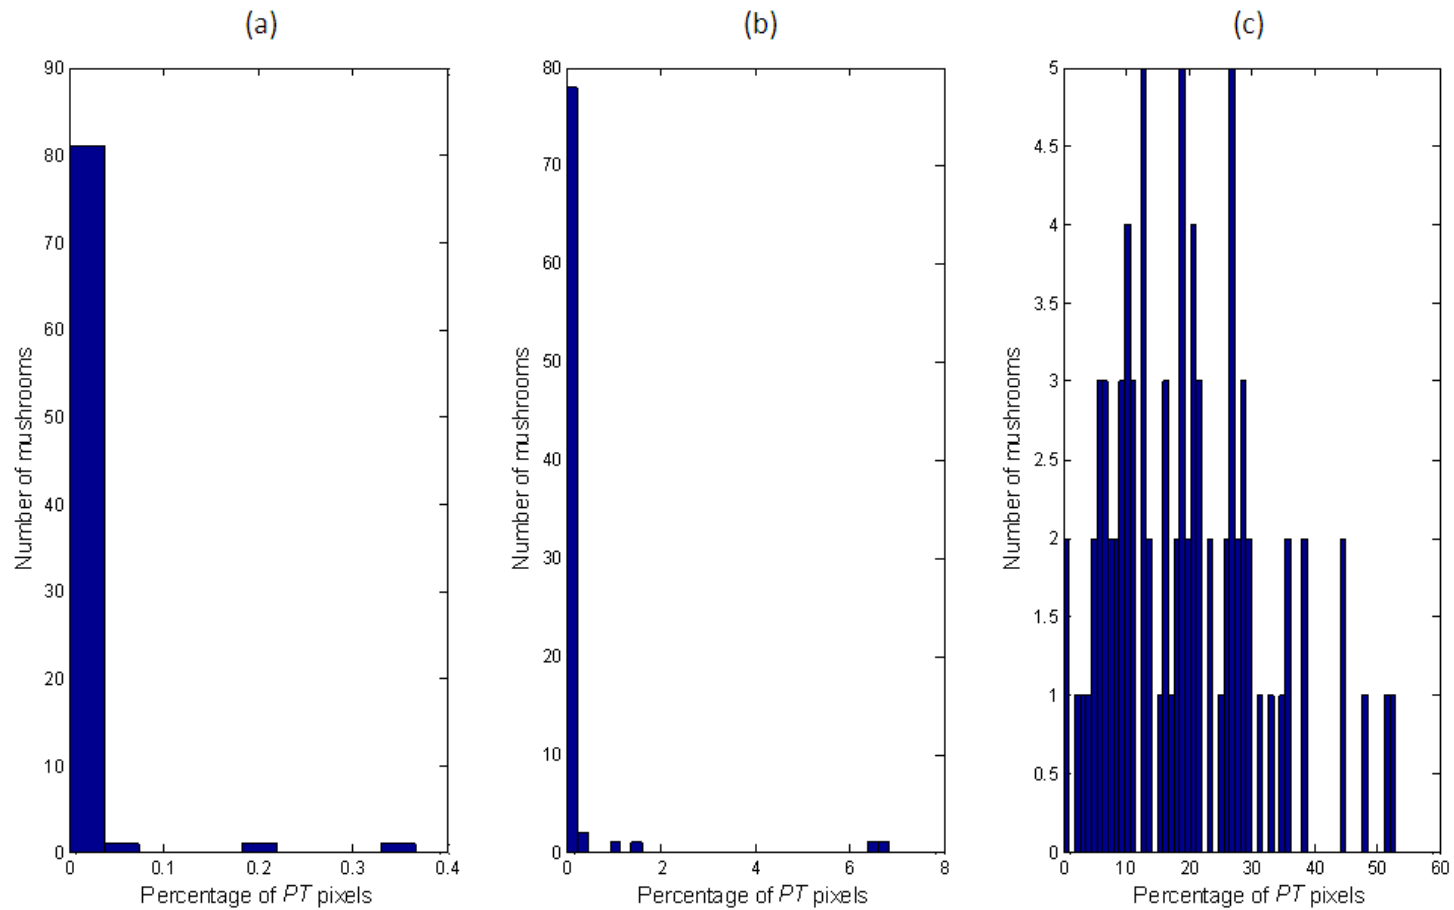 (a)
90
80
70
60
50
40
30
20
10
0
0 0.1 0.2 0.3 0.4
Number of mushrooms
Percentage of PT pixels
(b)
80
70
60
50
40
30
20
10
0
0 2 4 6 8
Number of mushrooms
Percentage of PT pixels
(c)
5
4.5
4
3.5
3
2.5
2
1.5
1
0.5
0
0 10 20 30 40 50 60
Number of mushrooms
Percentage of PT pixels